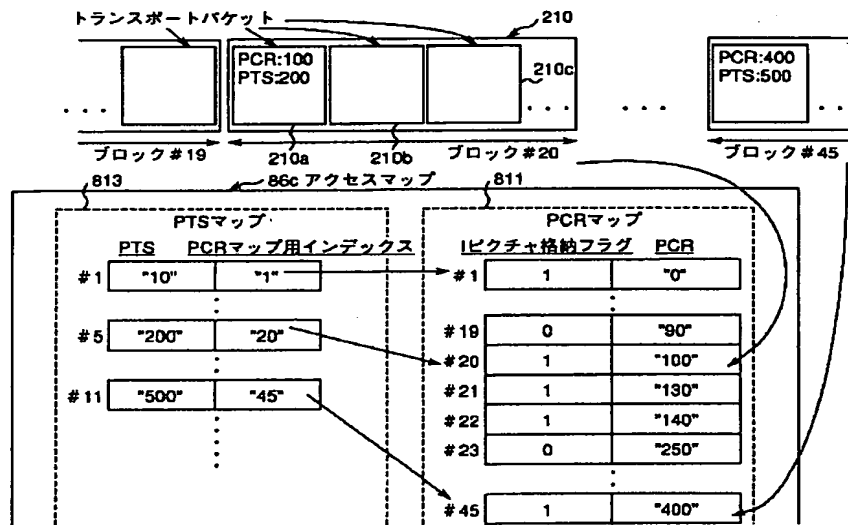 トランスポートパケット
210
PCR:100
PTS:200
210c
PCR:400
PTS:500
ブロック#19
210a
210b
ブロック#20
ブロック#45
813
86c アクセスマップ
811
PTSマップ
PTS PCRマップ用インデックス
#1 "10" "1"
#5 "200" "20"
#11 "500" "45"
PCRマップ
Iピクチャ格納フラグ PCR
#1 1 "0"
#19 0 "90"
#20 1 "100"
#21 1 "130"
#22 1 "140"
#23 0 "250"
#45 1 "400"